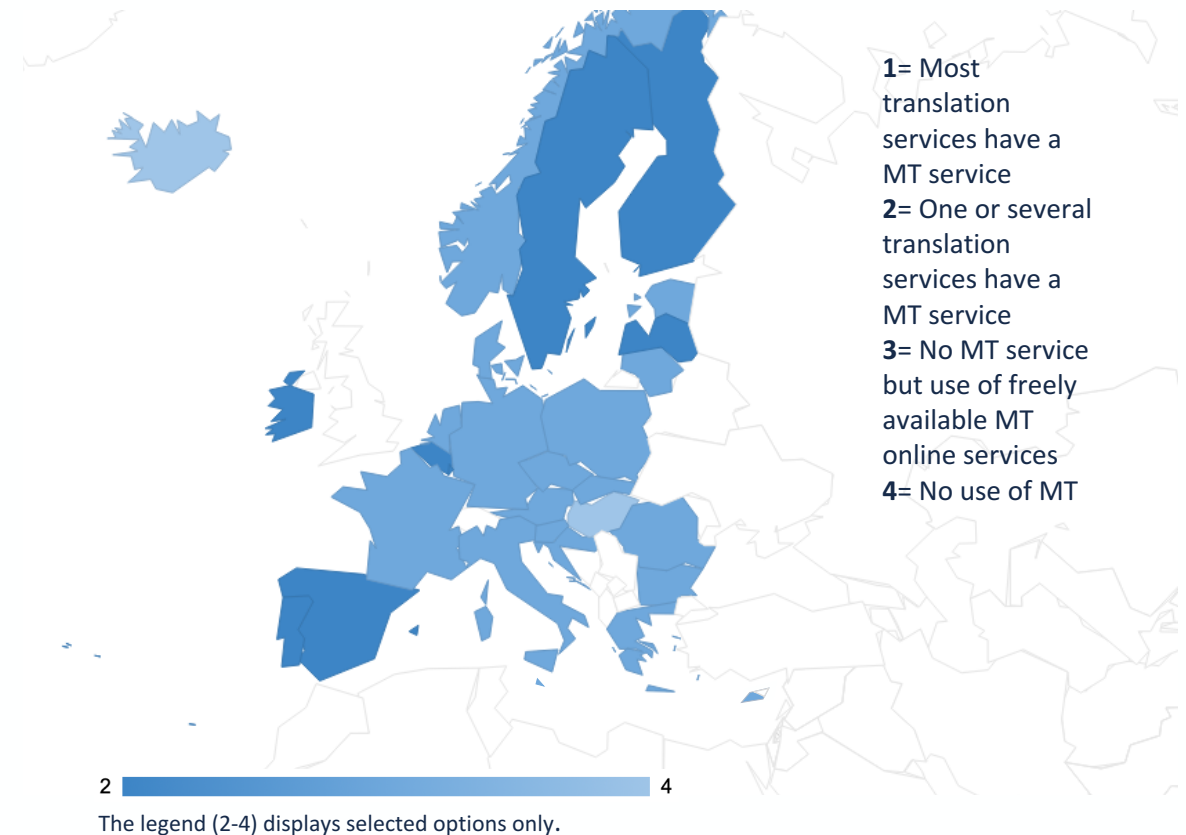 1= Most
translation
services have a
MT service
2= One or several
translation
services have a
MT service
3= No MT service
but use of freely
available MT
online services
4= No use of MT
2 4
The legend (2-4) displays selected options only.